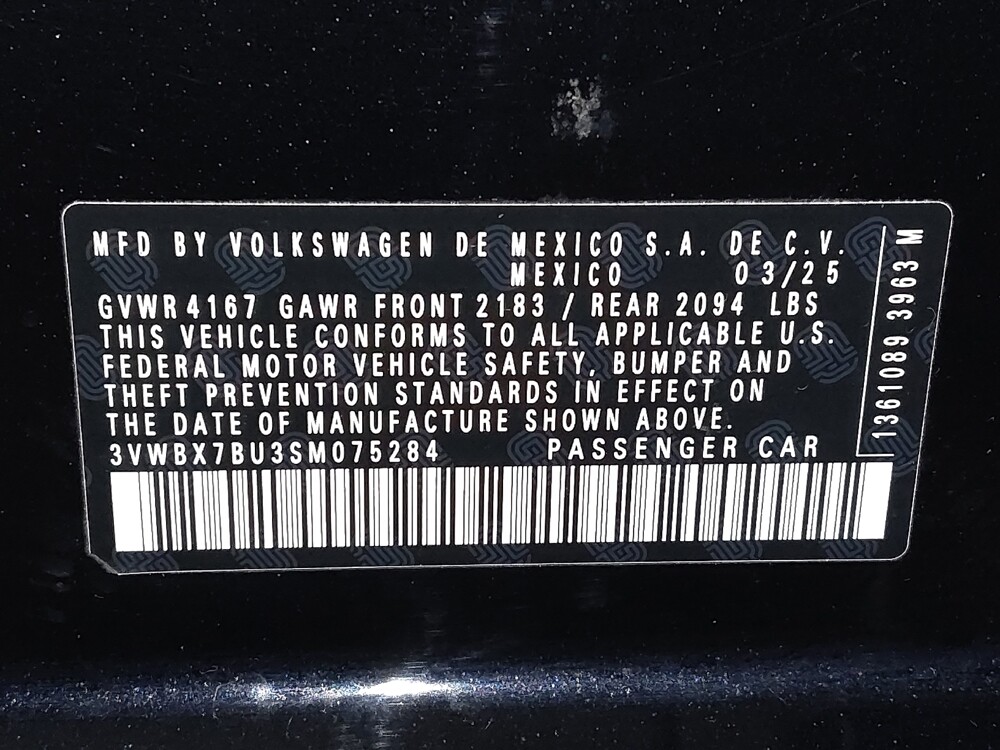 MFD BY VOLKSWAGEN DE MEXICO S.A. DE C.V.
MEXICO 03/25
GVWR 4167 GAWR FRONT 2183 / REAR 2094 LBS
THIS VEHICLE CONFORMS TO ALL APPLICABLE U.S.
FEDERAL MOTOR VEHICLE SAFETY, BUMPER AND
THEFT PREVENTION STANDARDS IN EFFECT ON
THE DATE OF MANUFACTURE SHOWN ABOVE.
3VWBX7BU3SM075284 PASSENGER CAR
1361089 3963 M